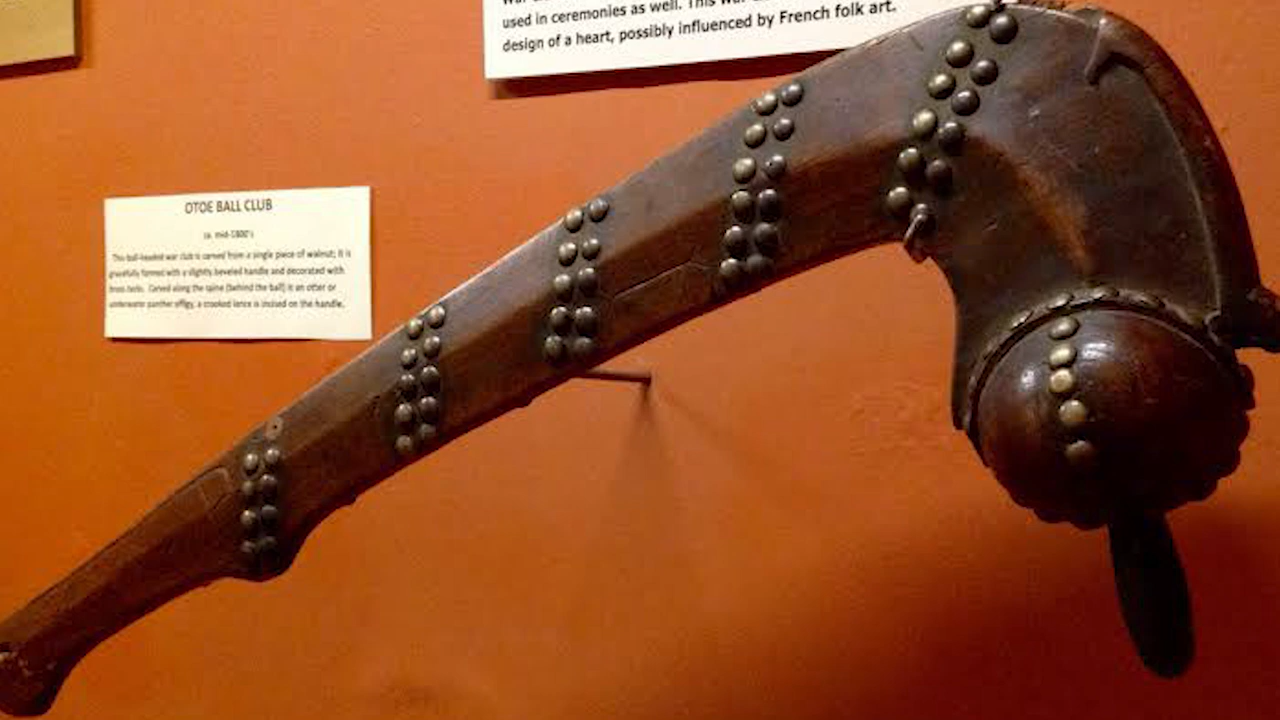 used in ceremonies as well. This war
design of a heart, possibly influenced by French folk art.
OTOE BALL CLUB
ca. mid-1800's
This ball-headed war club is carved from a single piece of walnut; it is
gracefully formed with a slightly beveled handle and decorated with
brass tacks. Carved along the spine (behind the ball) is an otter or
underwater panther effigy, a crooked lance is incised on the handle.